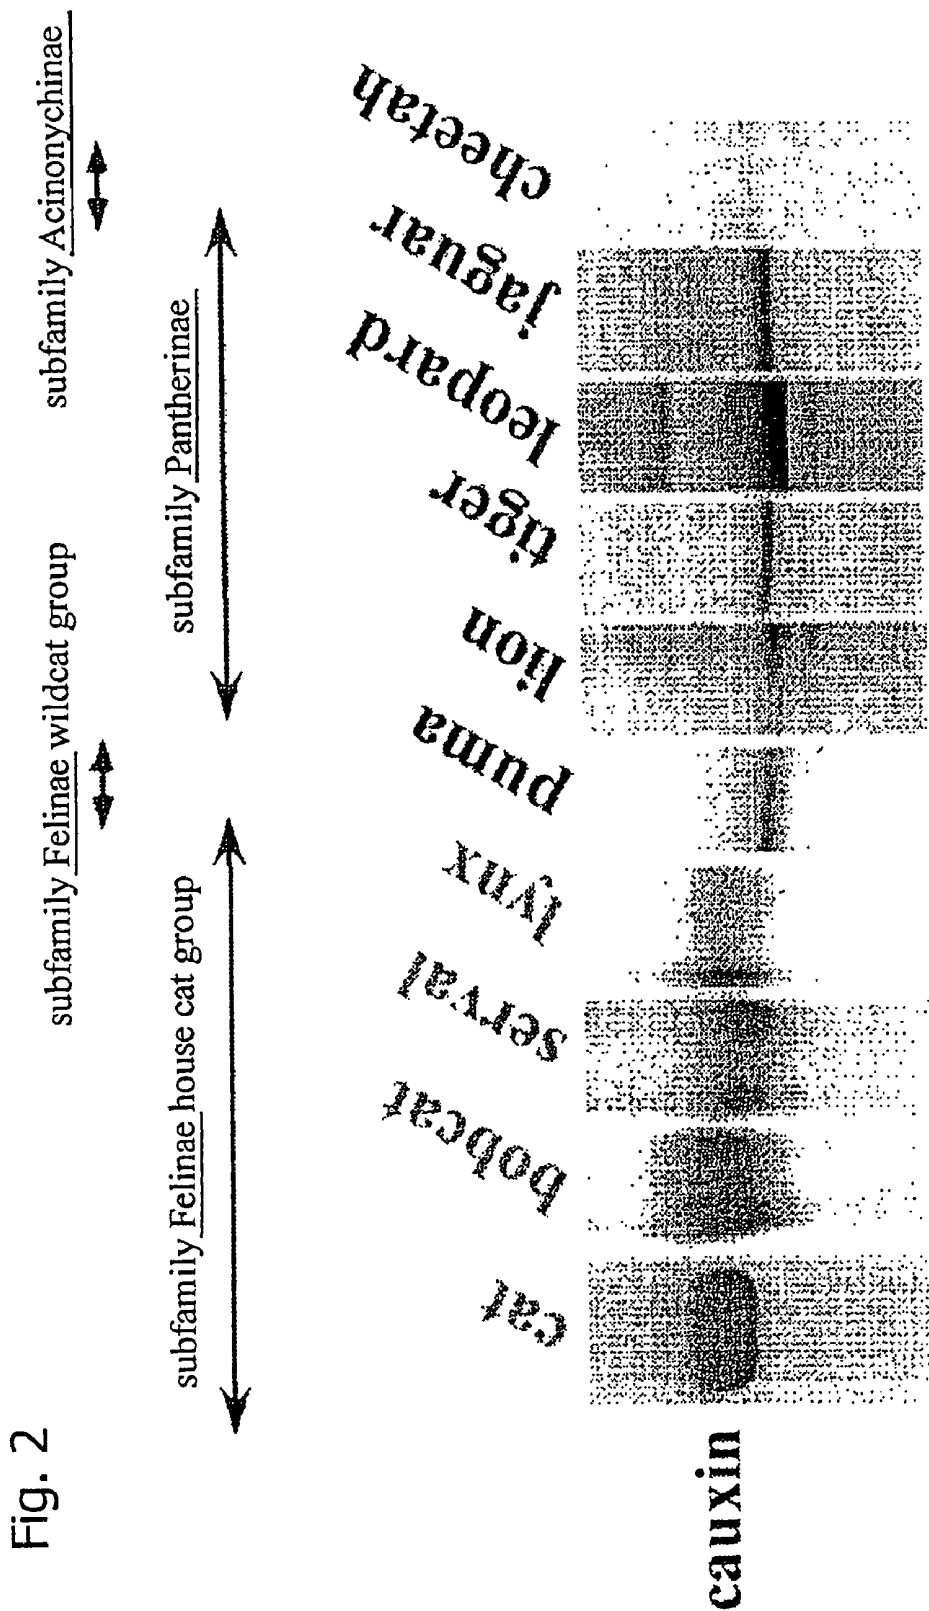 Fig. 2
subfamily Felinae wildcat group
subfamily Acinonychinae
subfamily Felinae house cat group
subfamily Pantherinae
cat
bobcat
serval
lynx
puma
lion
tiger
leopard
jaguar
cheetah
cauxin